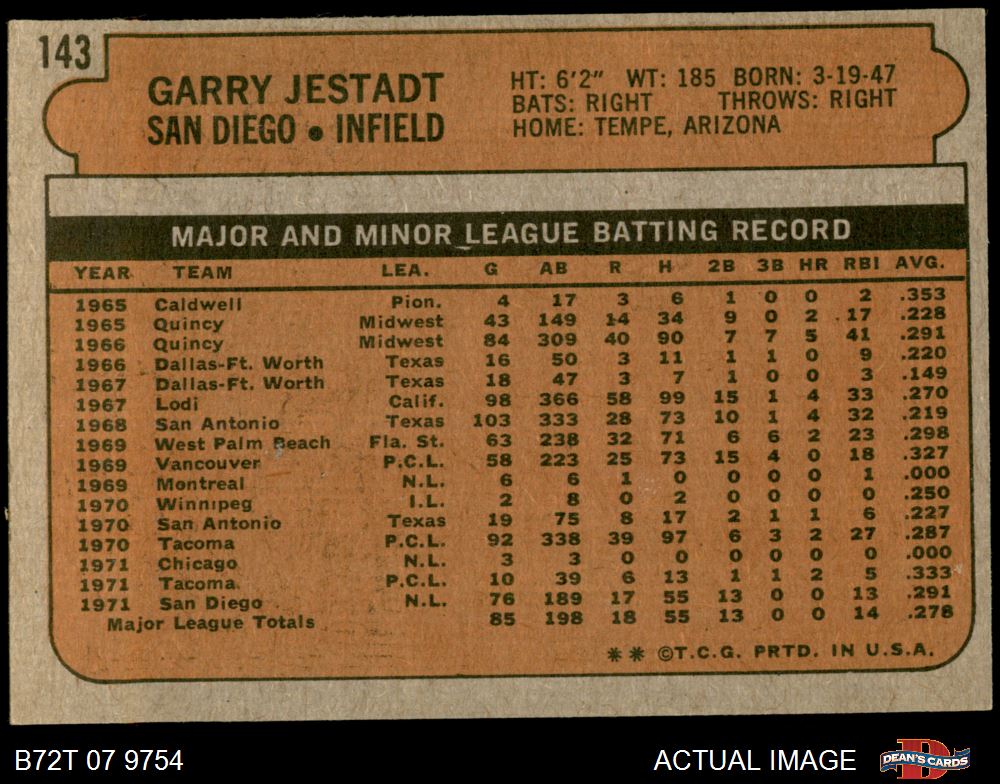 143
GARRY JESTADT
SAN DIEGO • INFIELD
HT: 6'2" WT: 185 BORN: 3-19-47
BATS: RIGHT THROWS: RIGHT
HOME: TEMPE, ARIZONA
MAJOR AND MINOR LEAGUE BATTING RECORD
YEAR TEAM LEA. G AB R H 2B 3B HR RBI AVG.
1965 Caldwell Pion. 4 17 3 6 1 0 0 2 .353
1965 Quincy Midwest 43 149 14 34 9 0 2 17 .228
1966 Quincy Midwest 84 309 40 90 7 7 5 41 .291
1966 Dallas-Ft. Worth Texas 16 50 3 11 1 1 0 9 .220
1967 Dallas-Ft. Worth Texas 18 47 3 7 1 0 0 3 .149
1967 Lodi Calif. 98 366 58 99 15 1 4 33 .270
1968 San Antonio Texas 103 333 28 73 10 1 4 32 .219
1969 West Palm Beach Fla. St. 63 238 32 71 6 6 2 23 .298
1969 Vancouver P.C.L. 58 223 25 73 15 4 0 18 .327
1969 Montreal N.L. 6 6 1 0 0 0 0 1 .000
1970 Winnipeg I.L. 2 8 0 2 0 0 0 0 .250
1970 San Antonio Texas 19 75 8 17 2 1 1 6 .227
1970 Tacoma P.C.L. 92 338 39 97 6 3 2 27 .287
1971 Chicago N.L. 3 3 0 0 0 0 0 0 .000
1971 Tacoma P.C.L. 10 39 6 13 1 1 2 5 .333
1971 San Diego N.L. 76 189 17 55 13 0 0 13 .291
Major League Totals 85 198 18 55 13 0 0 14 .278
** ©T.C.G. PRTD. IN U.S.A.
B72T 07 9754 ACTUAL IMAGE DEAN'S CARDS